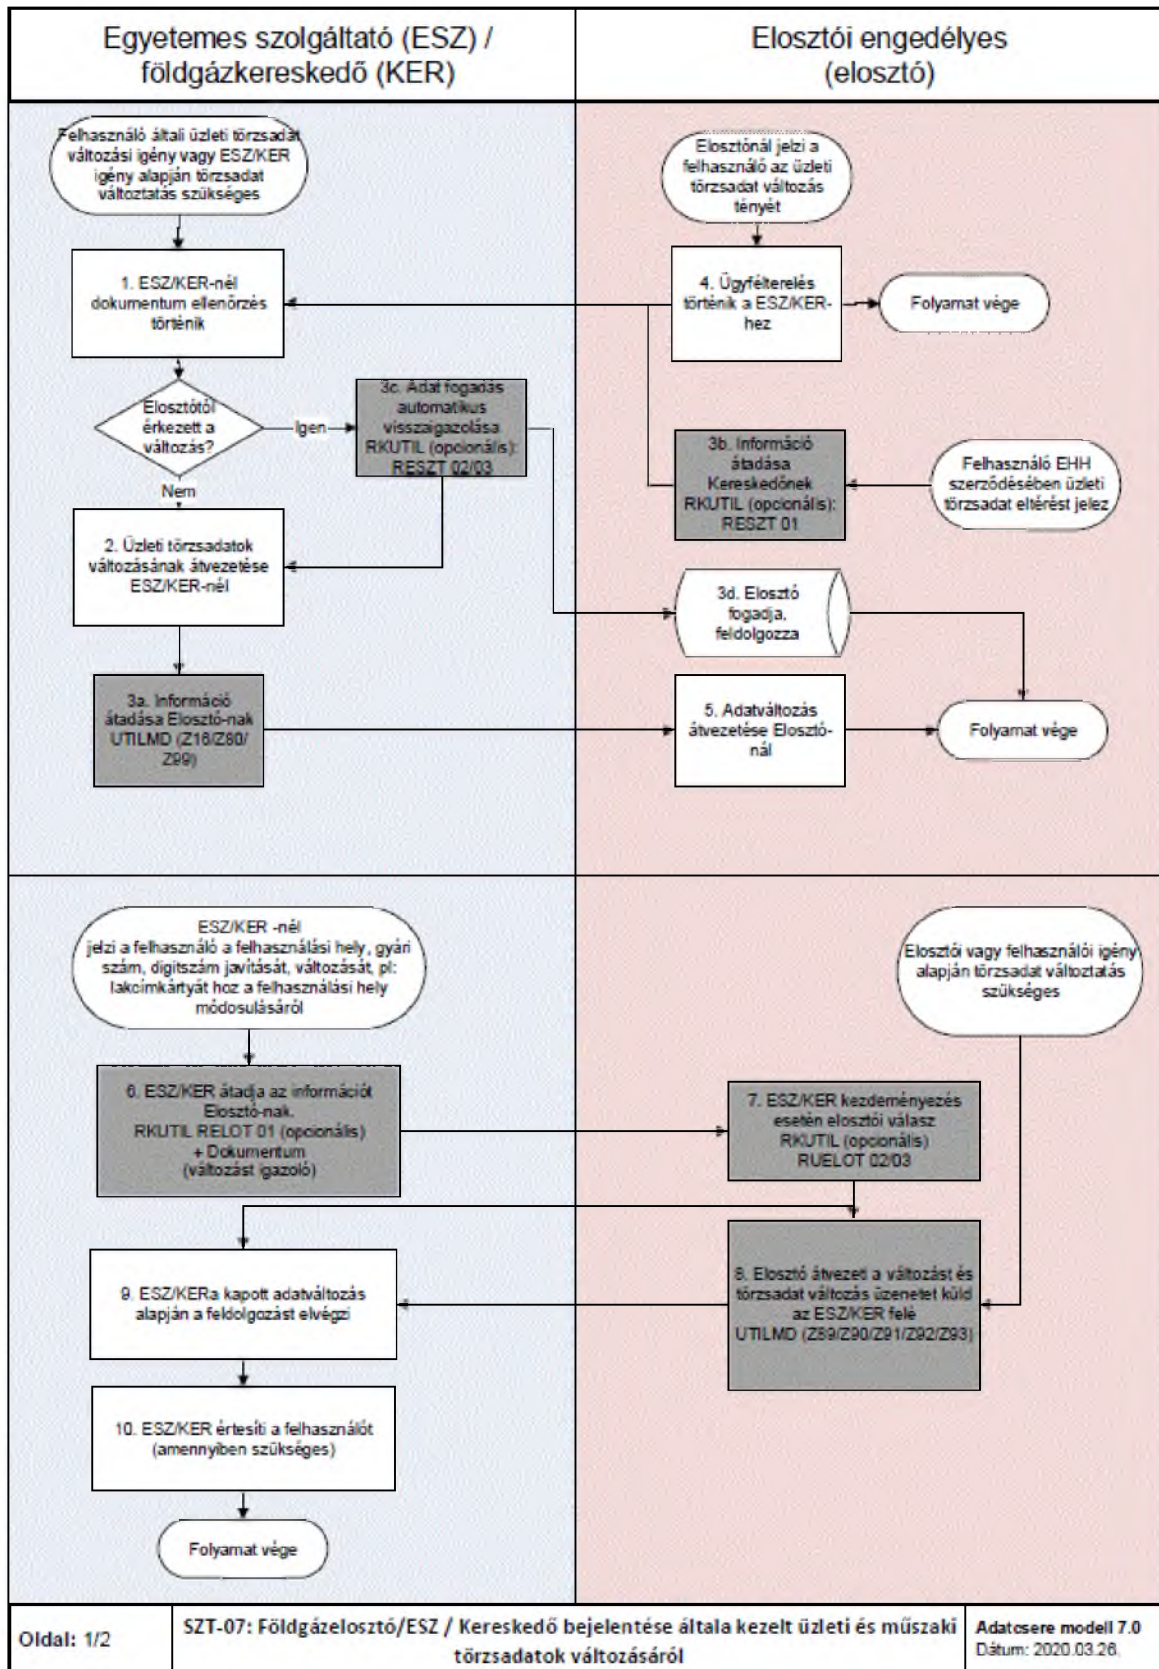 Egyetemes szolgáltató (ESZ) /
földgázkereskedő (KER)
Elosztói engedélyes
(elosztó)
Felhasználó általi üzleti törzsadat
változási igény vagy ESZ/KER
igény alapján törzsadat
változtatás szükséges
Elosztónál jelzi a
felhasználó az üzleti
törzsadat változás
tényét
1. ESZ/KER-nél
dokumentum ellenőrzés
történik
4. Ügyfélterelés
történik a ESZ/KER-
hez
Folyamat vége
Elosztótól
érkezett a
változás?
Igen
Nem
3c. Adat fogadás
automatikus
visszaigazolása
RKUTIL (opcionális):
RESZT 02/03
3b. Információ
átadása
Kereskedőnek
RKUTIL (opcionális):
RESZT 01
Felhasználó EHH
szerződésében üzleti
törzsadat eltérést jelez
2. Üzleti törzsadatok
változásának átvezetése
ESZ/KER-nél
3d. Elosztó
fogadja,
feldolgozza
3a. Információ
átadása Elosztó-nak
UTILMD (Z16/Z80/
Z99)
5. Adatváltozás
átvezetése Elosztó-
nál
Folyamat vége
ESZ/KER -nél
jelzi a felhasználó a felhasználási hely, gyári
szám, digitszám javítását, változását, pl:
lakcímkártyát hoz a felhasználási hely
módosulásáról
Elosztói vagy felhasználói igény
alapján törzsadat változtatás
szükséges
6. ESZ/KER átadja az információt
Elosztó-nak.
RKUTIL RELOT 01 (opcionális)
+ Dokumentum
(változást igazoló)
7. ESZ/KER kezdeményezés
esetén elosztói válasz
RKUTIL (opcionális)
RUELOT 02/03
9. ESZ/KERa kapott adatváltozás
alapján a feldolgozást elvégzi
8. Elosztó átvezeti a változást és
törzsadat változás üzenetet küld
az ESZ/KER felé
UTILMD (Z89/Z90/Z91/Z92/Z93)
10. ESZ/KER értesíti a felhasználót
(amennyiben szükséges)
Folyamat vége
Oldal: 1/2
SZT-07: Földgázelosztó/ESZ / Kereskedő bejelentése általa kezelt üzleti és műszaki
törzsadatok változásáról
Adatcsere modell 7.0
Dátum: 2020.03.26.